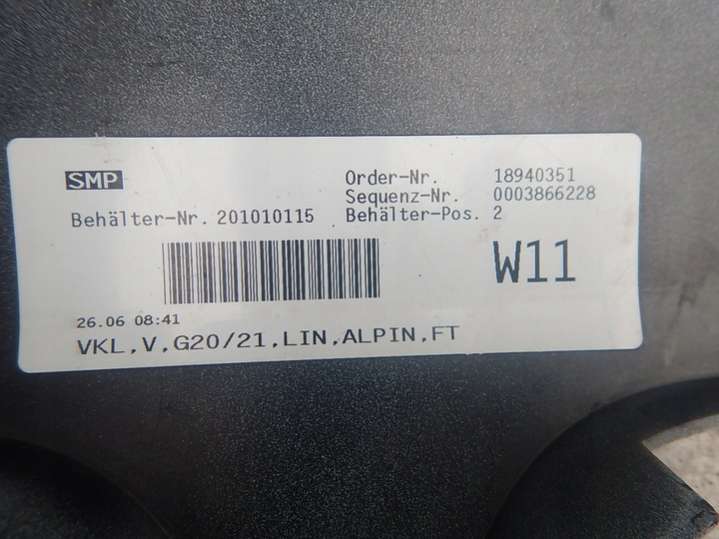 SMP
Order-Nr. 18940351
Sequenz-Nr. 0003866228
Behälter-Nr. 201010115 Behälter-Pos. 2
W11
26.06 08:41
VKL,V,G20/21,LIN,ALPIN,FT